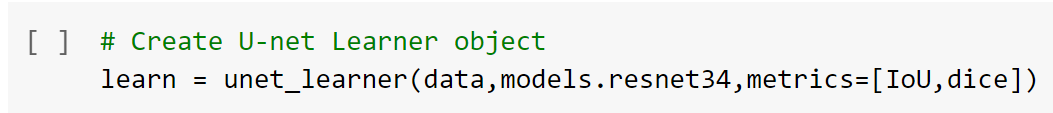 [ ] # Create U-net Learner object
learn = unet_learner(data,models.resnet34,metrics=[IoU,dice])